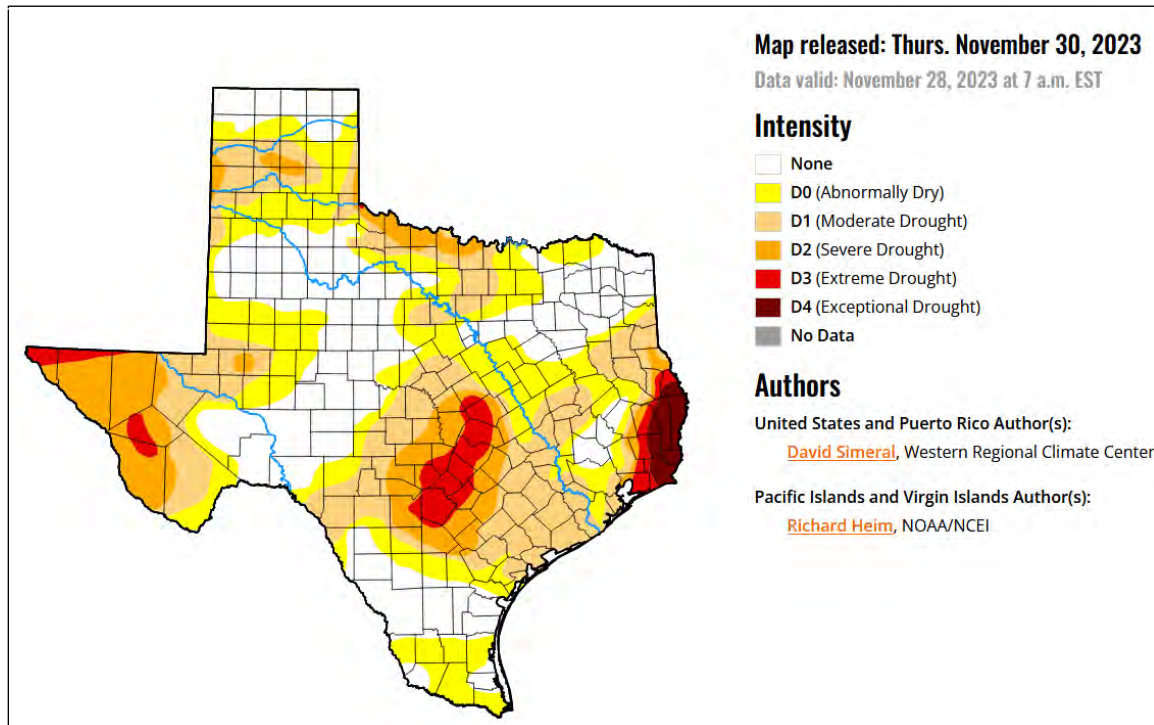 Map released: Thurs. November 30, 2023
Data valid: November 28, 2023 at 7 a.m. EST
Intensity
None
D0 (Abnormally Dry)
D1 (Moderate Drought)
D2 (Severe Drought)
D3 (Extreme Drought)
D4 (Exceptional Drought)
No Data
Authors
United States and Puerto Rico Author(s):
David Simeral, Western Regional Climate Center
Pacific Islands and Virgin Islands Author(s):
Richard Heim, NOAA/NCEI